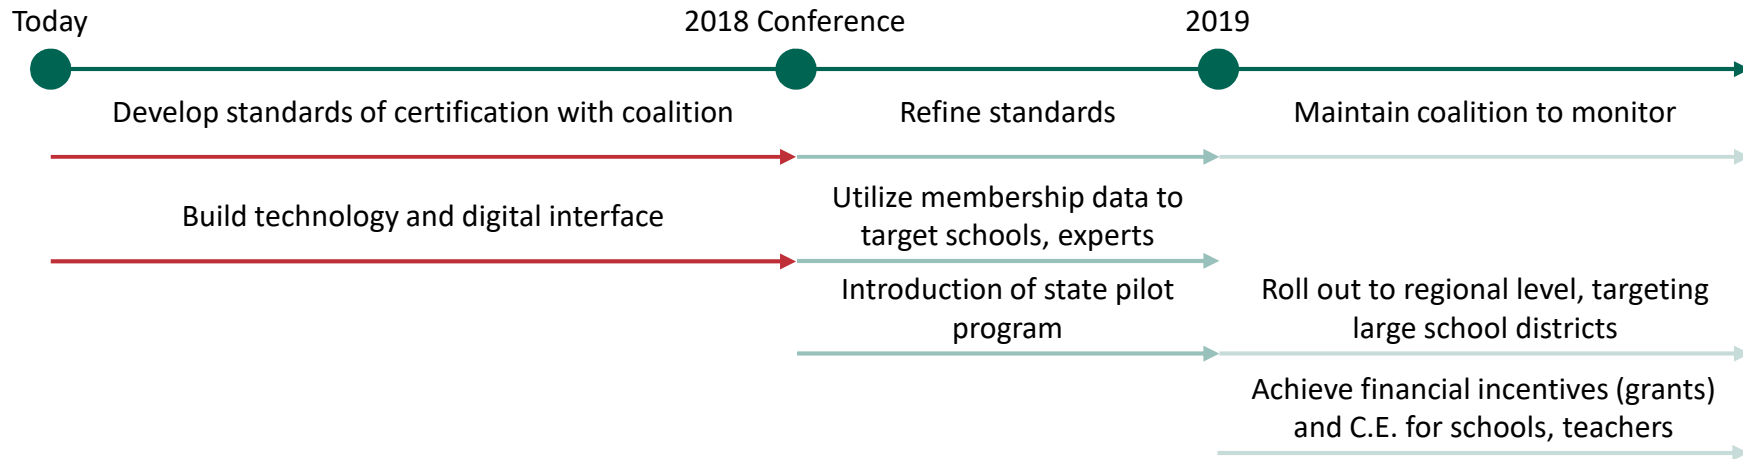 Today
2018 Conference
2019
Develop standards of certification with coalition
Refine standards
Maintain coalition to monitor
Build technology and digital interface
Utilize membership data to
target schools, experts
Introduction of state pilot
program
Roll out to regional level, targeting
large school districts
Achieve financial incentives (grants)
and C.E. for schools, teachers